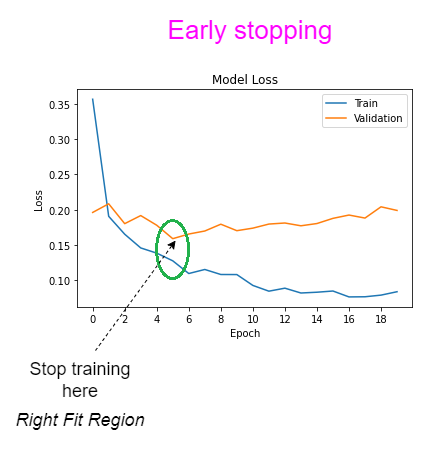 Early stopping
Model Loss
Train
Validation
0.35
0.30
0.25
0.20
0.15
0.10
Loss
0 2 4 6 8 10 12 14 16 18
Epoch
Stop training
here
Right Fit Region